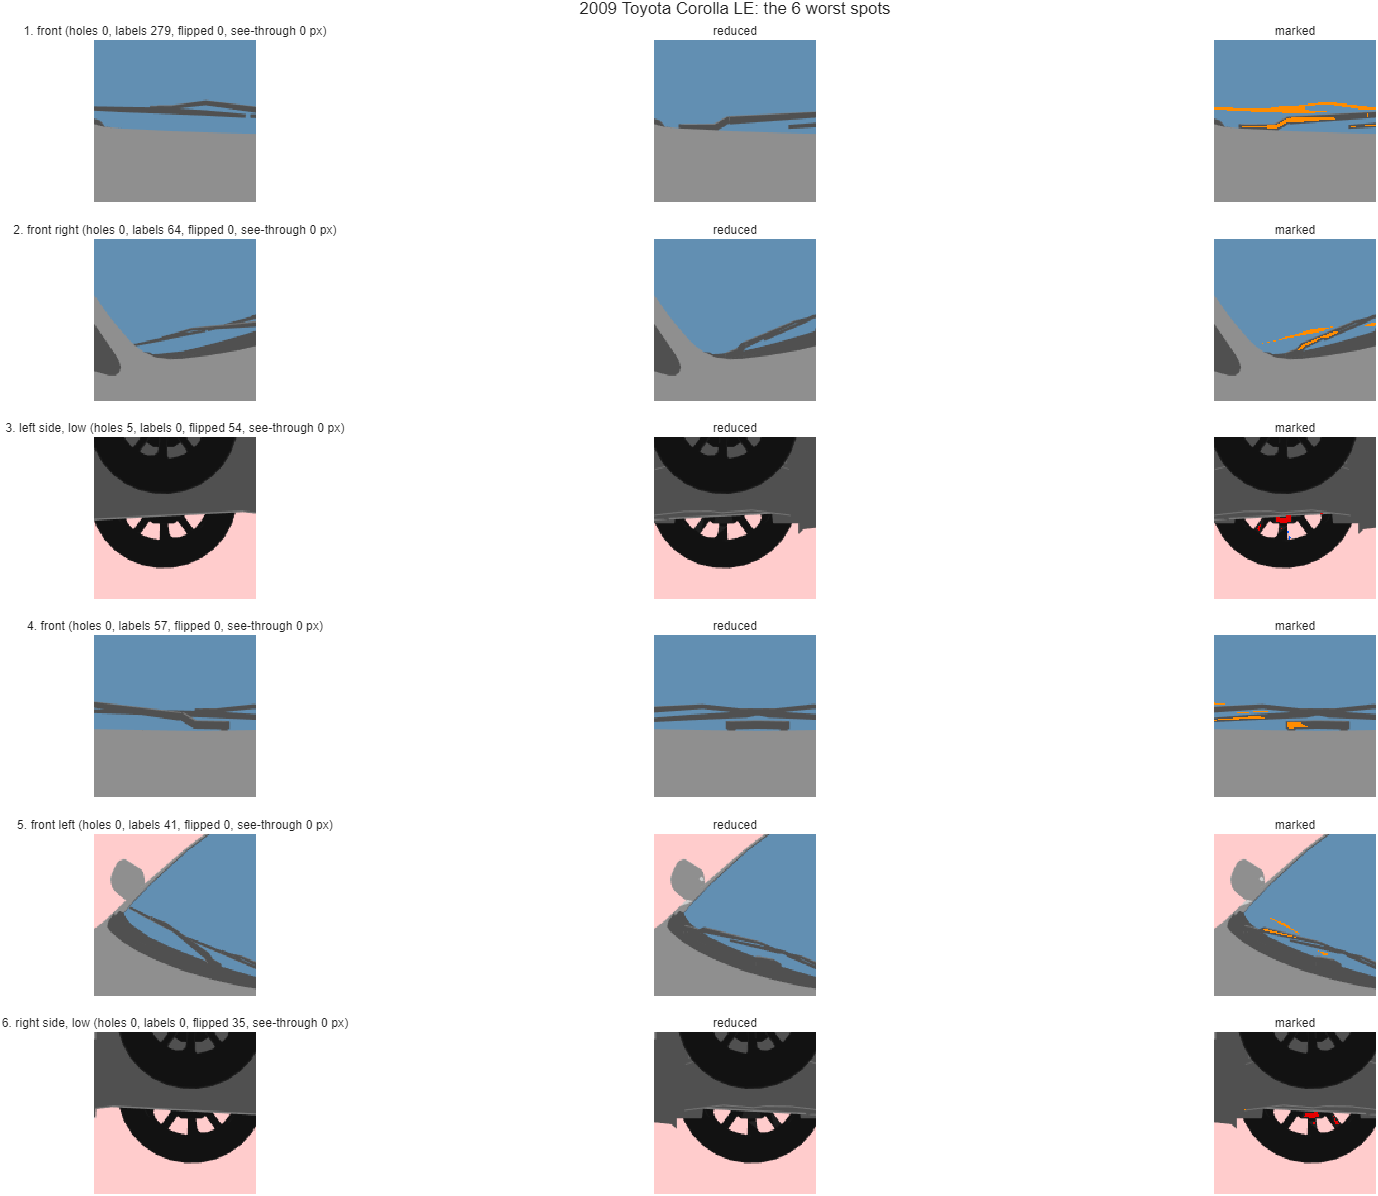 2009 Toyota Corolla LE: the 6 worst spots
1. front (holes 0, labels 279, flipped 0, see-through 0 px)
reduced
marked
2. front right (holes 0, labels 64, flipped 0, see-through 0 px)
reduced
marked
3. left side, low (holes 5, labels 0, flipped 54, see-through 0 px)
reduced
marked
4. front (holes 0, labels 57, flipped 0, see-through 0 px)
reduced
marked
5. front left (holes 0, labels 41, flipped 0, see-through 0 px)
reduced
marked
6. right side, low (holes 0, labels 0, flipped 35, see-through 0 px)
reduced
marked